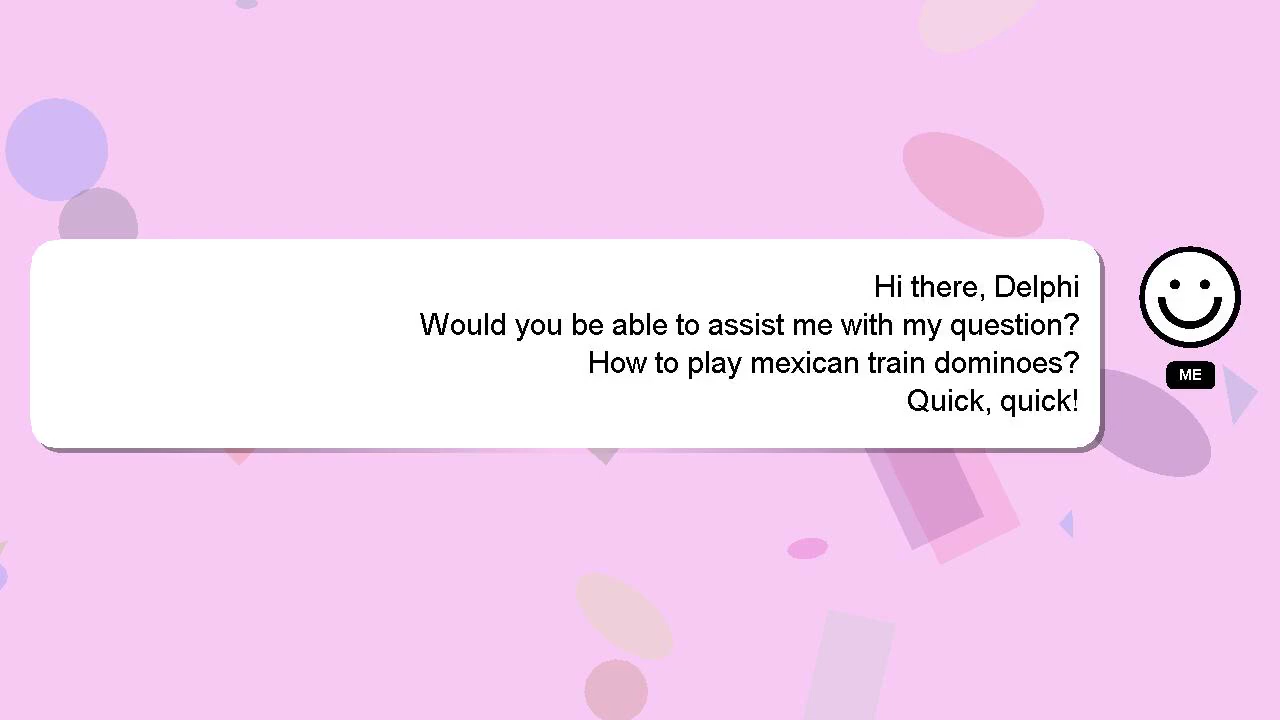 Hi there, Delphi
Would you be able to assist me with my question?
How to play mexican train dominoes?
Quick, quick!
ME